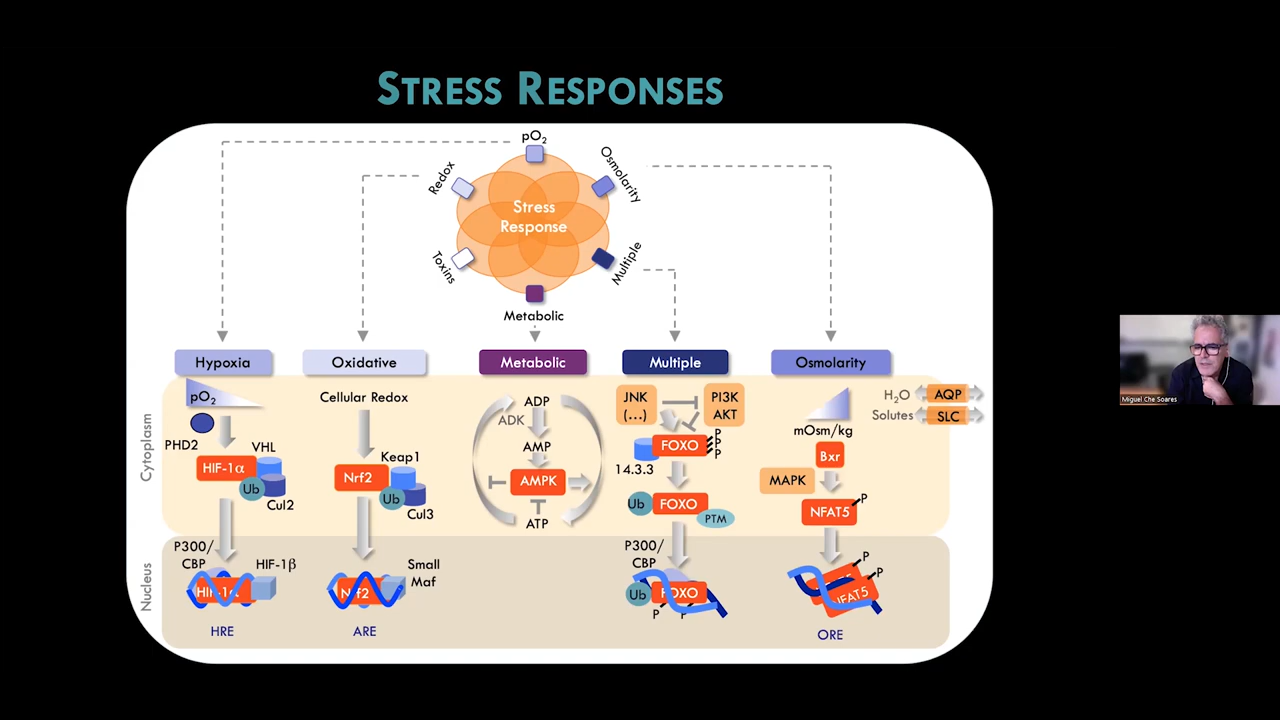 STRESS RESPONSES
pO2
Redox
Osmolarity
Stress
Response
Toxins
Multiple
Metabolic
Hypoxia
Oxidative
Metabolic
Multiple
Osmolarity
Cytoplasm
pO2
PHD2
VHL
HIF-1α
Ub
Cul2
Cellular Redox
Keap1
Nrf2
Ub
Cul3
ADP
ADK
AMP
AMPK
ATP
JNK
(...)
PI3K
AKT
FOXO
P
P
P
14.3.3
Ub
FOXO
PTM
H2O
AQP
Solutes
SLC
mOsm/kg
Bxr
MAPK
NFAT5
P
Nucleus
P300/
CBP
HIF-1β
HIF-1α
HRE
Small
Maf
Nrf2
ARE
P300/
CBP
Ub
FOXO
P
P
P
P
NFAT5
ORE
Miguel Che Soares